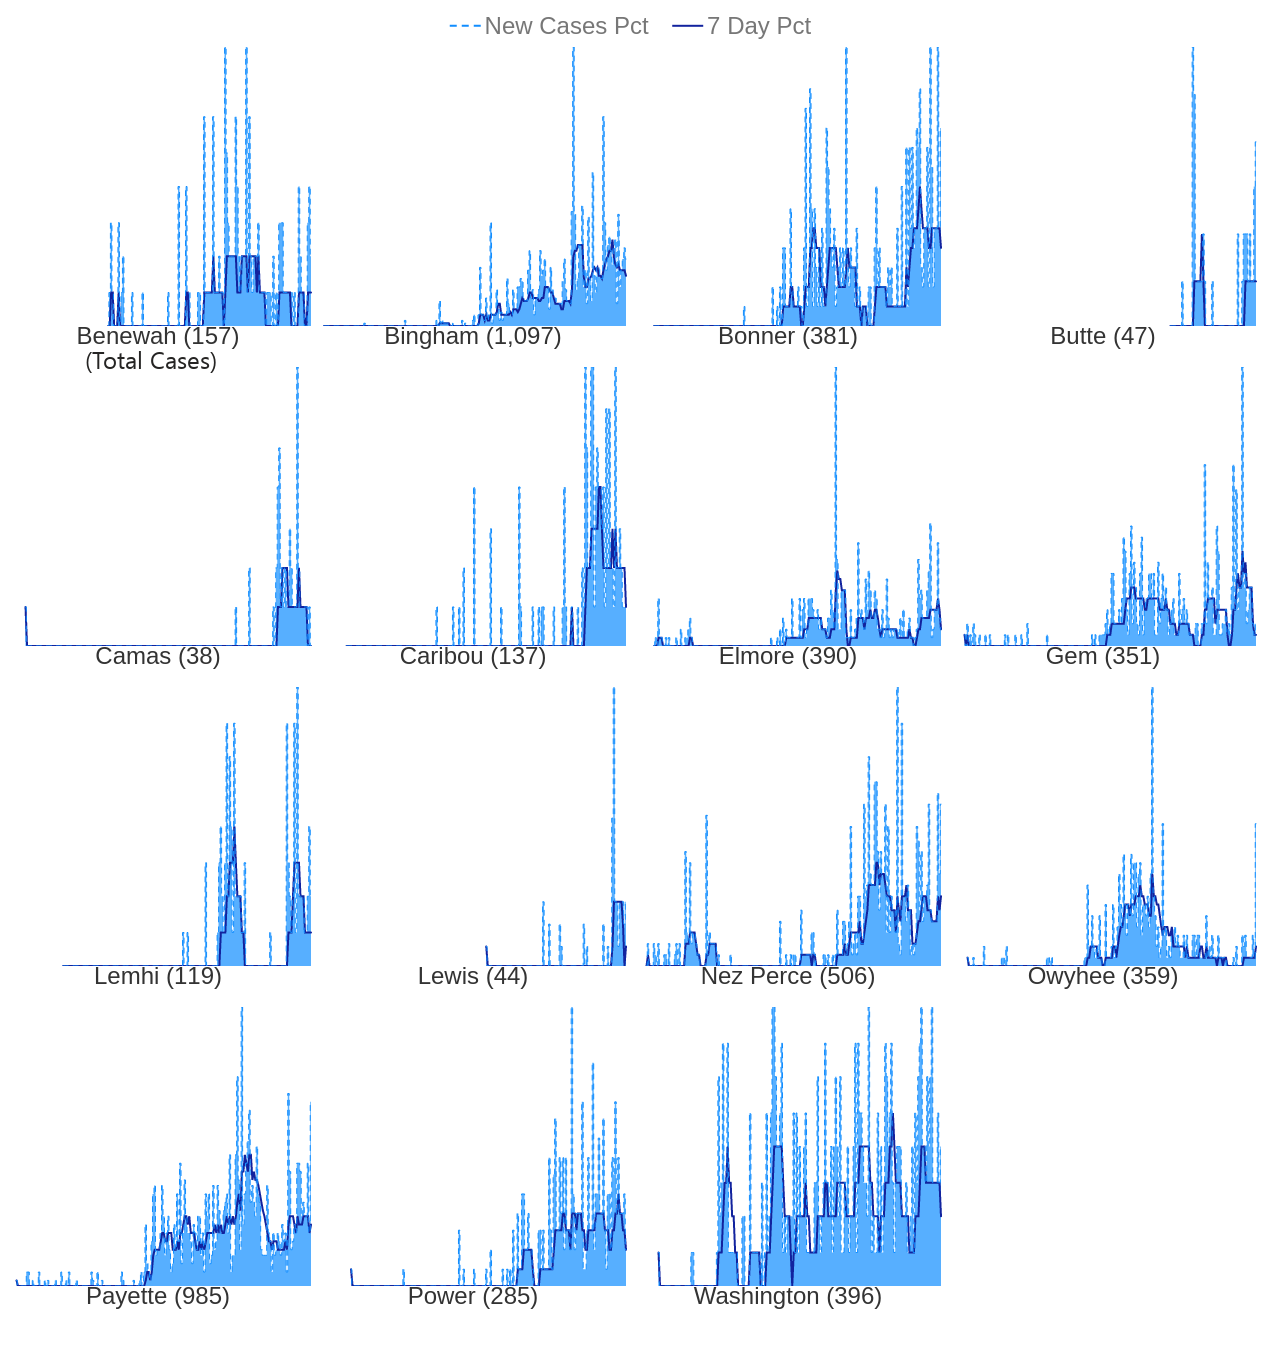 New Cases Pct 7 Day Pct
Benewah (157) Bingham (1,097) Bonner (381) Butte (47)
(Total Cases)
Camas (38) Caribou (137) Elmore (390) Gem (351)
Lemhi (119) Lewis (44) Nez Perce (506) Owyhee (359)
Payette (985) Power (285) Washington (396)